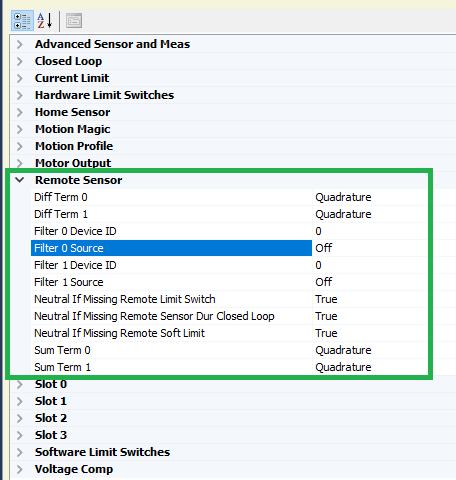 Advanced Sensor and Meas
Closed Loop
Current Limit
Hardware Limit Switches
Home Sensor
Motion Magic
Motion Profile
Motor Output
Remote Sensor
Diff Term 0 Quadrature
Diff Term 1 Quadrature
Filter 0 Device ID 0
Filter 0 Source Off
Filter 1 Device ID 0
Filter 1 Source Off
Neutral If Missing Remote Limit Switch True
Neutral If Missing Remote Sensor Dur Closed Loop True
Neutral If Missing Remote Soft Limit True
Sum Term 0 Quadrature
Sum Term 1 Quadrature
Slot 0
Slot 1
Slot 2
Slot 3
Software Limit Switches
Voltage Comp